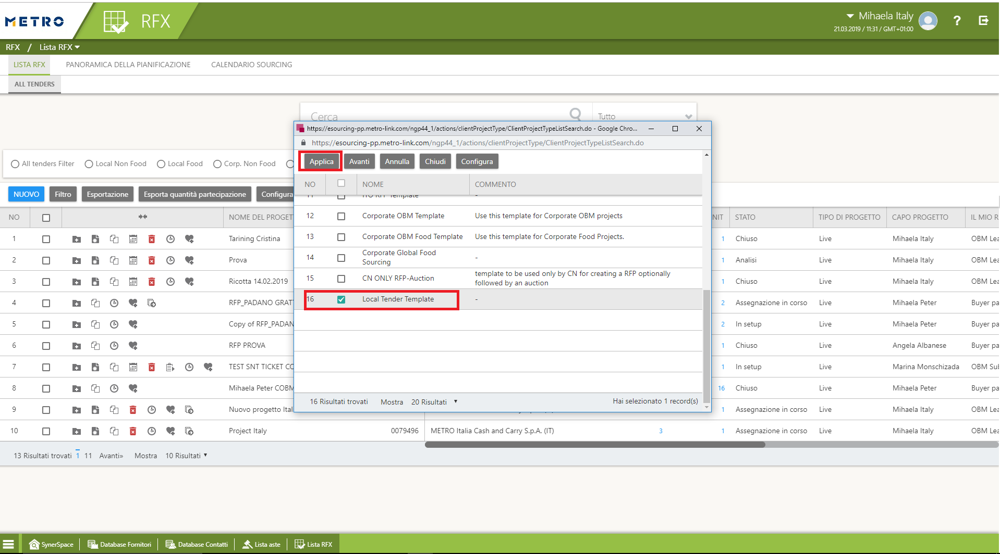 METRO
RFX
Mihaela Italy
21.03.2019 / 11:31 / GMT+01:00
?
RFX / Lista RFX
LISTA RFX PANORAMICA DELLA PIANIFICAZIONE CALENDARIO SOURCING
ALL TENDERS
Cerca Tutto
https://esourcing-pp.metro-link.com/ngp44_1/actions/clientProjectType/ClientProjectTypeListSearch.do - Google Chro...
https://esourcing-pp.metro-link.com/ngp44_1/actions/clientProjectType/ClientProjectTypeListSearch.do
Applica Avanti Annulla Chiudi Configura
NO NOME COMMENTO
12 Corporate OBM Template Use this template for Corporate OBM projects
13 Corporate OBM Food Template Use this template for Corporate Food Projects.
14 Corporate Global Food Sourcing -
15 CN ONLY RFP-Auction template to be used only by CN for creating a RFP optionally followed by an auction
16 Local Tender Template -
16 Risultati trovati Mostra 20 Risultati Hai selezionato 1 record(s)
All tenders Filter Local Non Food Local Food Corp. Non Food
NUOVO Filtro Esportazione Esporta quantità partecipazione Configura
NO NOME DEL PROGET NIT STATO TIPO DI PROGETTO CAPO PROGETTO IL MIO R
1 Tarining Cristina 1 Chiuso Live Mihaela Italy OBM Lea
2 Prova 1 Analisi Live Mihaela Italy OBM Lea
3 Ricotta 14.02.2019 1 Chiuso Live Mihaela Italy OBM Lea
4 RFP_PADANO GRAT 2 Assegnazione in corso Live Mihaela Peter Buyer pa
5 Copy of RFP_PADAN 2 In setup Live Mihaela Peter Buyer pa
6 RFP PROVA 1 Chiuso Live Angela Albanese Buyer pa
7 TEST SNT TICKET CO 1 In setup Live Marina Monschizada OBM Sul
8 Mihaela Peter COBM 16 Chiuso Live Mihaela Peter Buyer pa
9 Nuovo progetto Ital 1 Assegnazione in corso Live Mihaela Italy OBM Lea
10 Project Italy 0079496 METRO Italia Cash and Carry S.p.A. (IT) 3 1 Assegnazione in corso Live Mihaela Italy OBM Lea
13 Risultati trovati 1 11 Avanti» Mostra 10 Risultati
SynerSpace Database Fornitori Database Contatti Lista aste Lista RFX